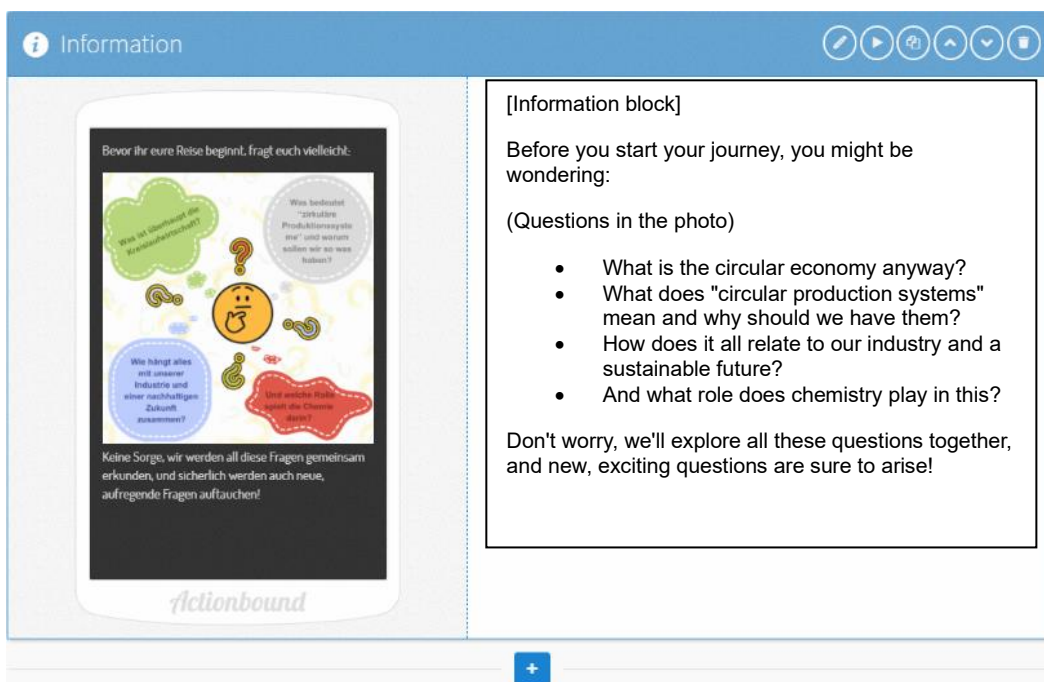 Information
Bevor ihr eure Reise beginnt, fragt euch vielleicht:
Was ist überhaupt die
Kreislaufwirtschaft?
Was bedeutet
"zirkuläre
Produktionssyste
me" und warum
sollen wir so was
haben?
Wie hängt alles
mit unserer
Industrie und
einer nachhaltigen
Zukunft
zusammen?
Und welche Rolle
spielt die Chemie
darin?
Keine Sorge, wir werden all diese Fragen gemeinsam
erkunden, und sicherlich werden auch neue,
aufregende Fragen auftauchen!
Actionbound
[Information block]
Before you start your journey, you might be
wondering:
(Questions in the photo)
• What is the circular economy anyway?
• What does "circular production systems"
mean and why should we have them?
• How does it all relate to our industry and a
sustainable future?
• And what role does chemistry play in this?
Don't worry, we'll explore all these questions together,
and new, exciting questions are sure to arise!